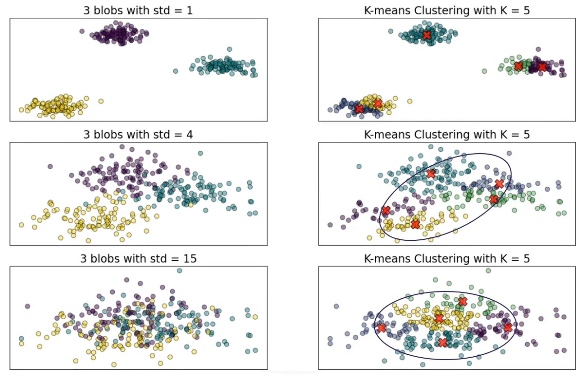 3 blobs with std = 1
K-means Clustering with K = 5
3 blobs with std = 4
K-means Clustering with K = 5
3 blobs with std = 15
K-means Clustering with K = 5